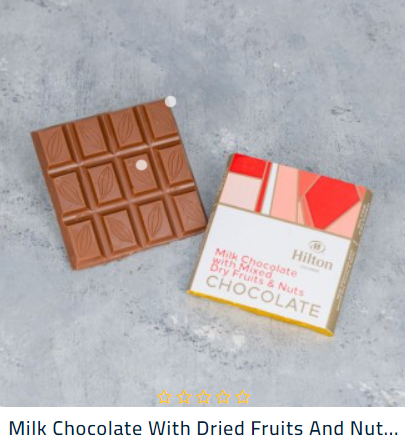 Hilton
Milk Chocolate
with Mixed
Dry Fruits & Nuts
CHOCOLATE
Milk Chocolate With Dried Fruits And Nut...